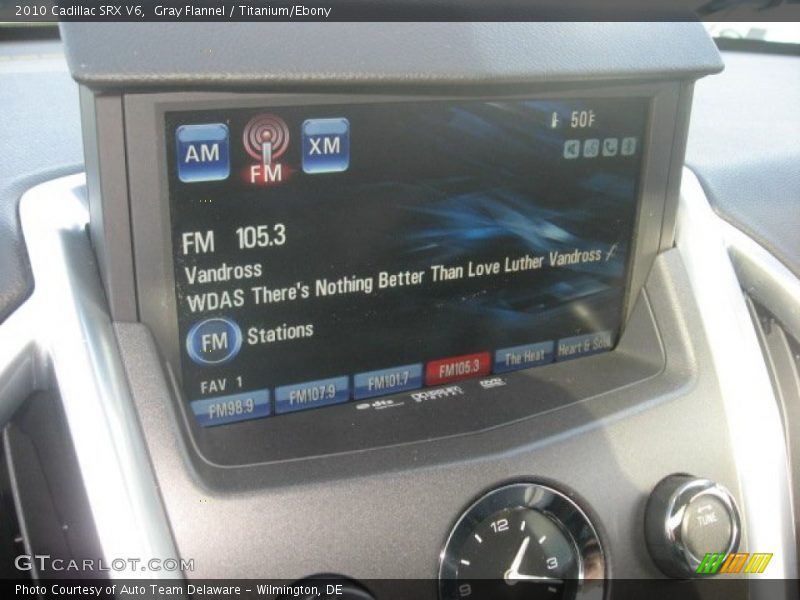 2010 Cadillac SRX V6,  Gray Flannel / Titanium/Ebony
AM
FM
XM
50°F
FM 105.3
Vandross
WDAS There's Nothing Better Than Love Luther Vandross /
FM Stations
FAV 1
FM98.9
FM107.9
FM101.7
FM105.3
The Heat
Heart & Soul
dts
DOLBY
DVD
12
3
9
TUNE
GTCARLOT.COM
Photo Courtesy of Auto Team Delaware – Wilmington, DE